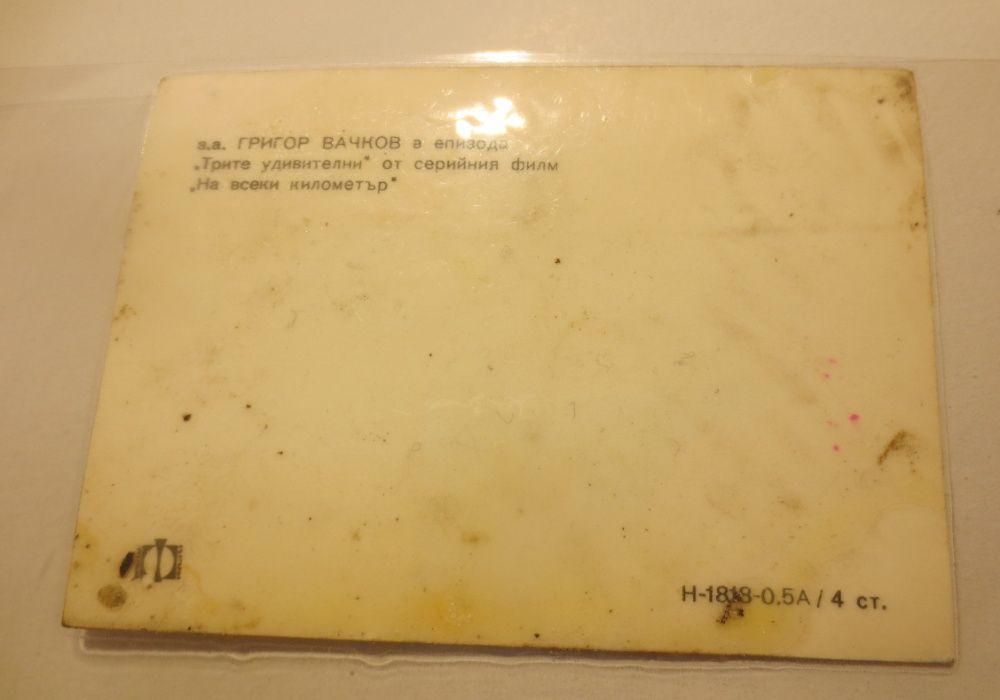 з.а. ГРИГОР ВАЧКОВ в епизода
„Трите удивителни" от серийния филм
„На всеки километър"
Ф
Н-1818-0.5А / 4 ст.